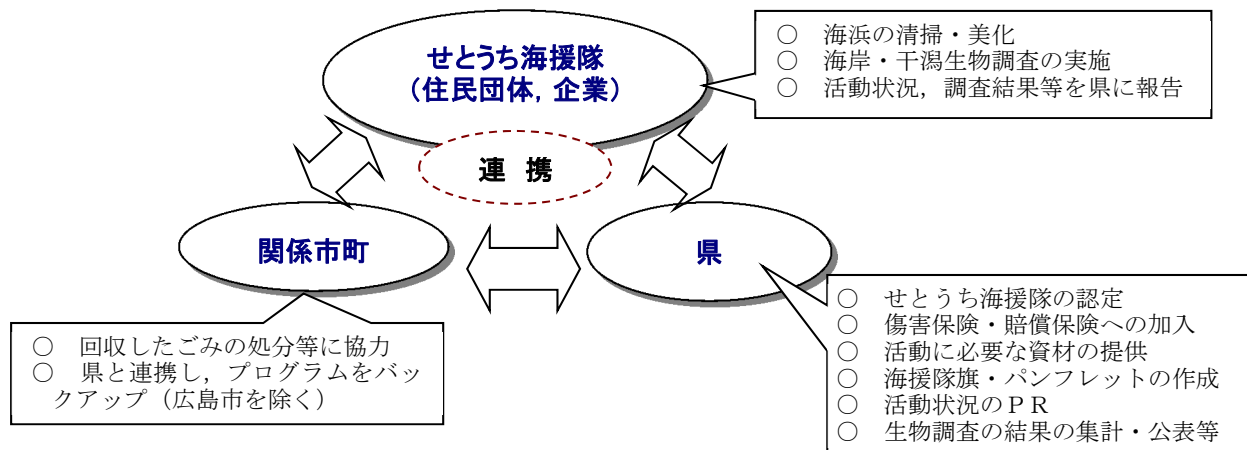 せとうち海援隊
(住民団体，企業)
○　海浜の清掃・美化
○　海岸・干潟生物調査の実施
○　活動状況，調査結果等を県に報告
連 携
関係市町
県
○　回収したごみの処分等に協力
○　県と連携し，プログラムをバッ
クアップ（広島市を除く）
○　せとうち海援隊の認定
○　傷害保険・賠償保険への加入
○　活動に必要な資材の提供
○　海援隊旗・パンフレットの作成
○　活動状況のＰＲ
○　生物調査の結果の集計・公表等